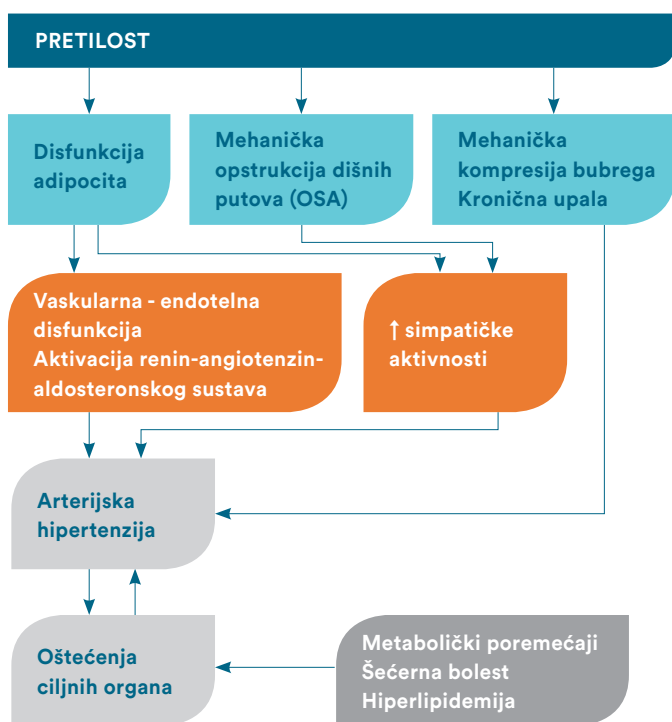 PRETILOST
Disfunkcija
adipocita
Mehanička
opstrukcija dišnih
putova (OSA)
Mehanička
kompresija bubrega
Kronična upala
Vaskularna - endotelna
disfunkcija
Aktivacija renin-angiotenzin-
aldosteronskog sustava
↑ simpatičke
aktivnosti
Arterijska
hipertenzija
Oštećenja
ciljnih organa
Metabolički poremećaji
Šećerna bolest
Hiperlipidemija